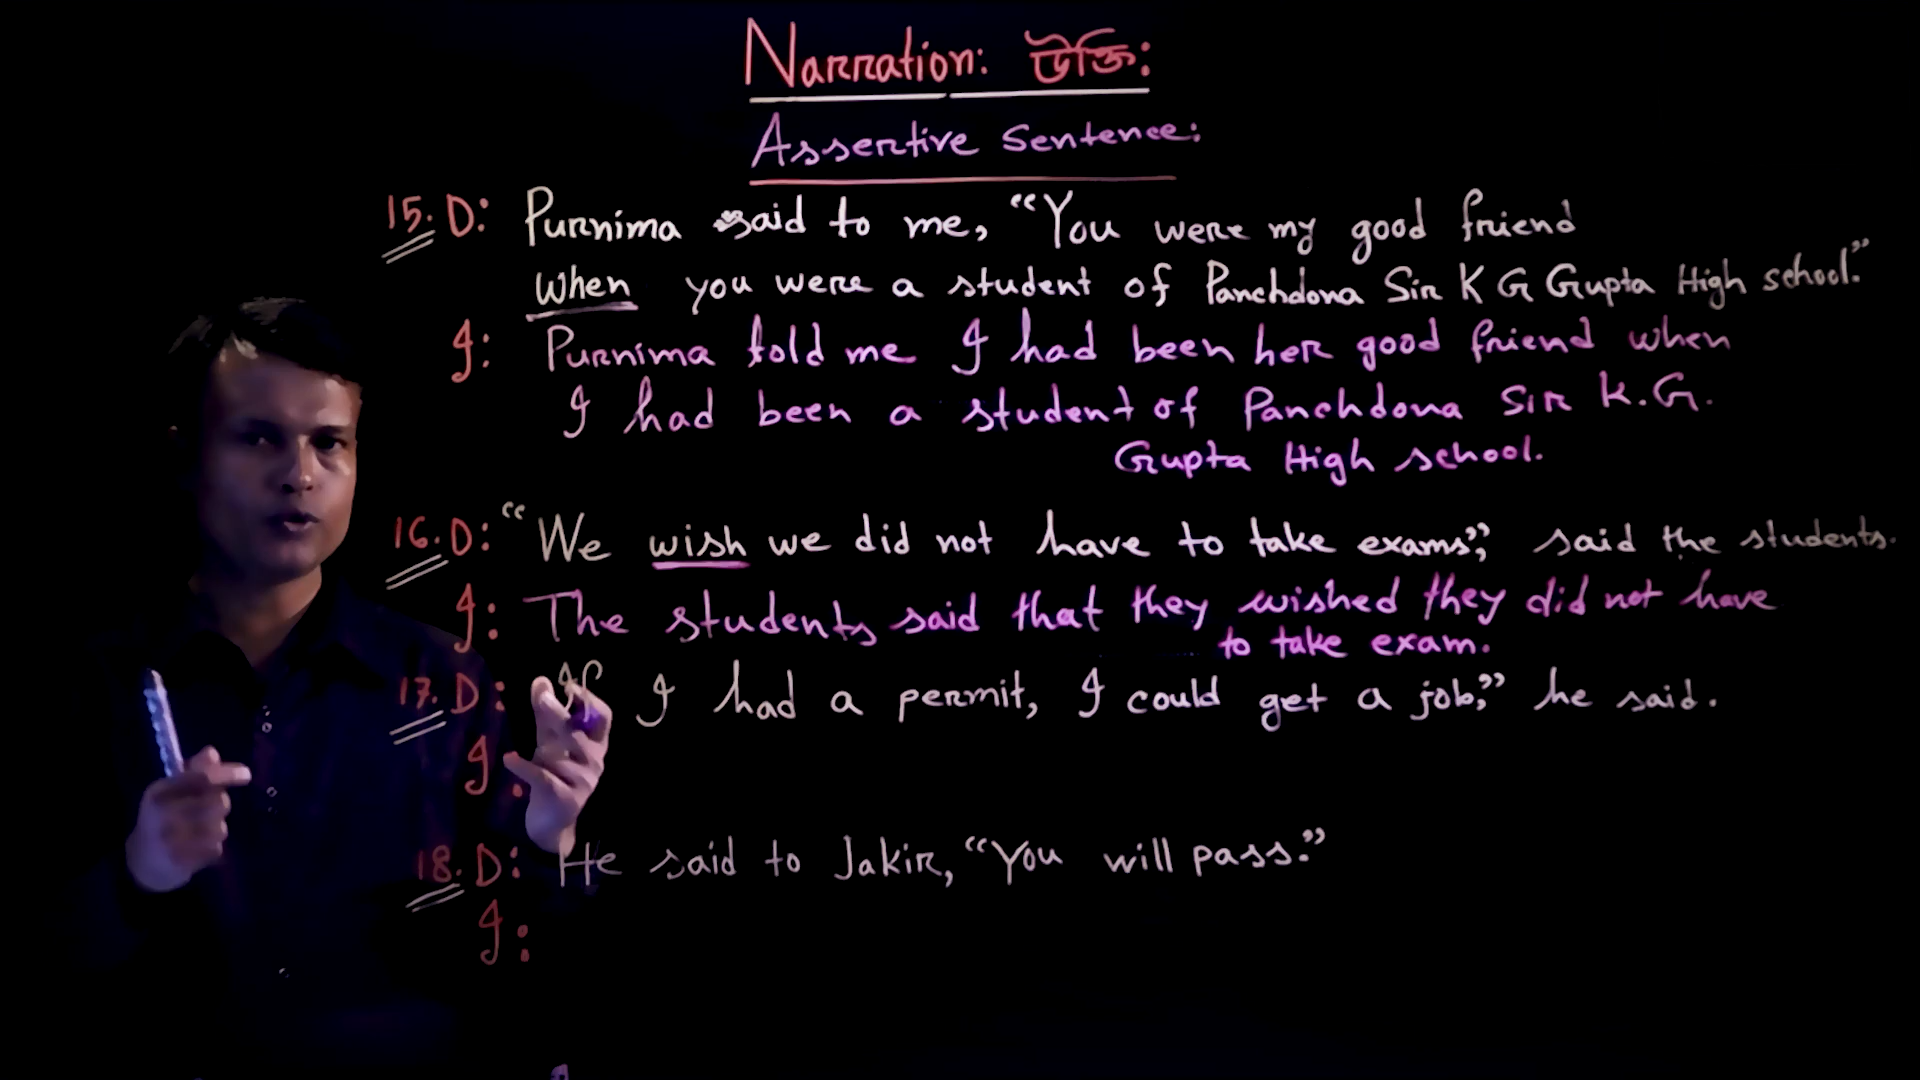 Narration: উক্তি:
Assertive Sentence:
15. D: Purnima said to me, “You were my good friend
when you were a student of Panchdona Sir K G Gupta High school.”
I: Purnima told me I had been her good friend when
I had been a student of Panchdona Sir K.G.
Gupta High school.
16. D: “We wish we did not have to take exams,” said the students.
I: The students said that they wished they did not have
to take exam.
17. D: If I had a permit, I could get a job,” he said.
I:
18. D: He said to Jakir, “You will pass.”
I: